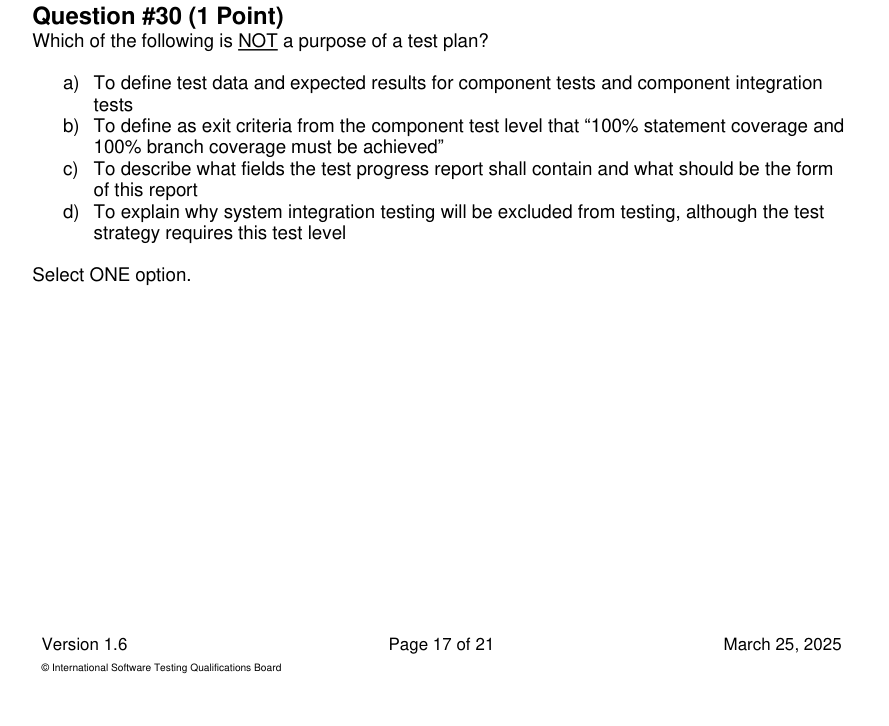 Question #30 (1 Point)
Which of the following is NOT a purpose of a test plan?
a) To define test data and expected results for component tests and component integration
tests
b) To define as exit criteria from the component test level that “100% statement coverage and
100% branch coverage must be achieved”
c) To describe what fields the test progress report shall contain and what should be the form
of this report
d) To explain why system integration testing will be excluded from testing, although the test
strategy requires this test level
Select ONE option.
Version 1.6 Page 17 of 21 March 25, 2025
© International Software Testing Qualifications Board